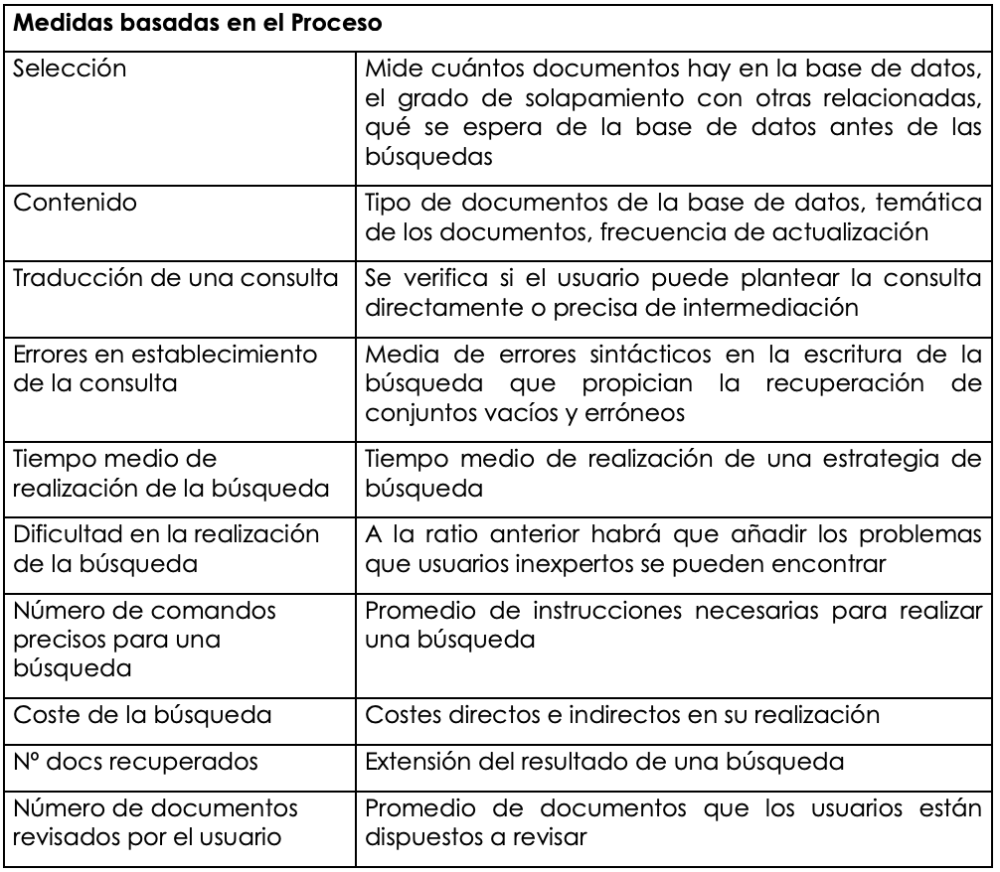 Medidas basadas en el Proceso
Selección
Mide cuántos documentos hay en la base de datos,
el grado de solapamiento con otras relacionadas,
qué se espera de la base de datos antes de las
búsquedas
Contenido
Tipo de documentos de la base de datos, temática
de los documentos, frecuencia de actualización
Traducción de una consulta
Se verifica si el usuario puede plantear la consulta
directamente o precisa de intermediación
Errores en establecimiento
de la consulta
Media de errores sintácticos en la escritura de la
búsqueda que propician la recuperación de
conjuntos vacíos y erróneos
Tiempo medio de
realización de la búsqueda
Tiempo medio de realización de una estrategia de
búsqueda
Dificultad en la realización
de la búsqueda
A la ratio anterior habrá que añadir los problemas
que usuarios inexpertos se pueden encontrar
Número de comandos
precisos para una
búsqueda
Promedio de instrucciones necesarias para realizar
una búsqueda
Coste de la búsqueda
Costes directos e indirectos en su realización
Nº docs recuperados
Extensión del resultado de una búsqueda
Número de documentos
revisados por el usuario
Promedio de documentos que los usuarios están
dispuestos a revisar